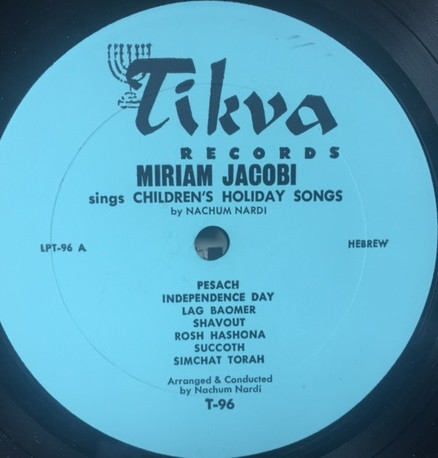 Tikva
RECORDS
MIRIAM JACOBI
sings CHILDREN'S HOLIDAY SONGS
by NACHUM NARDI
LPT-96 A
HEBREW
PESACH
INDEPENDENCE DAY
LAG BAOMER
SHAVOUT
ROSH HASHONA
SUCCOTH
SIMCHAT TORAH
Arranged & Conducted
by Nachum Nardi
T-96